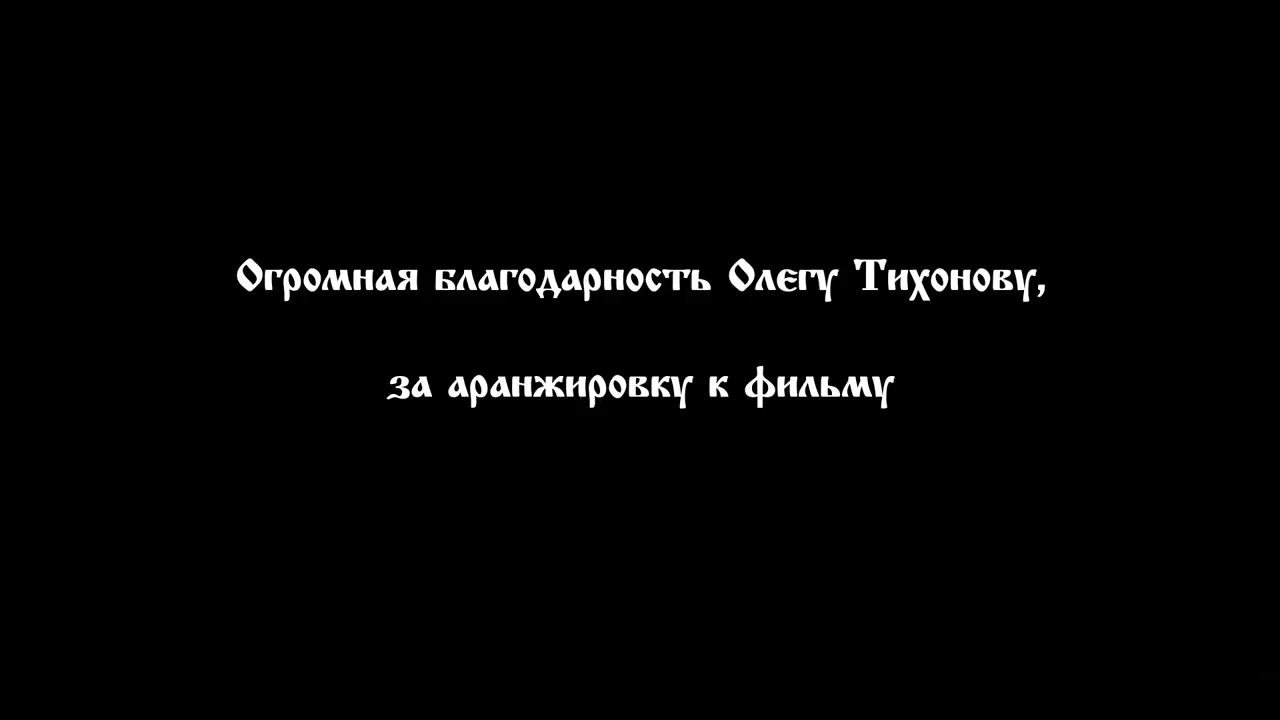 Огромная благодарность Олегу Тихонову,
за аранжировку к фильму